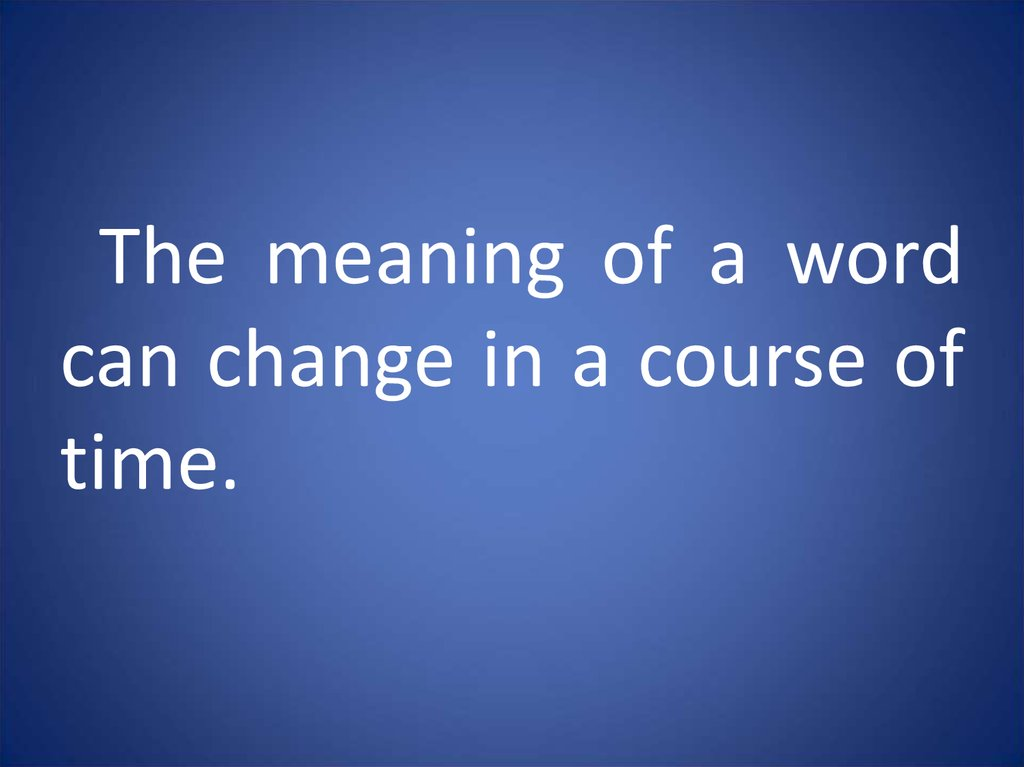 The meaning of a word
can change in a course of
time.